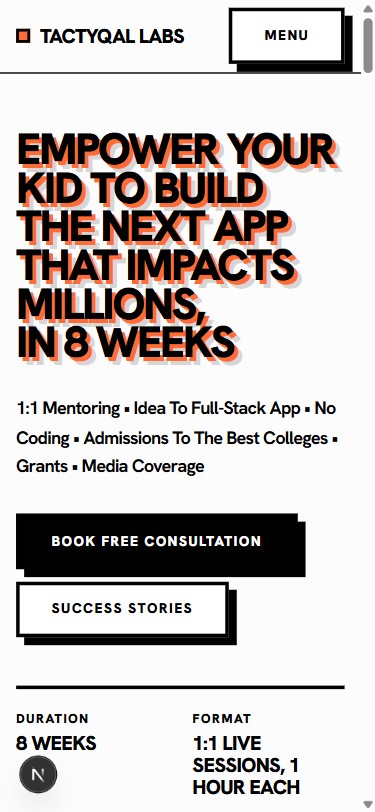 TACTYQAL LABS
MENU
EMPOWER YOUR
KID TO BUILD
THE NEXT APP
THAT IMPACTS
MILLIONS,
IN 8 WEEKS
1:1 Mentoring ▪ Idea To Full-Stack App ▪ No
Coding ▪ Admissions To The Best Colleges ▪
Grants ▪ Media Coverage
BOOK FREE CONSULTATION
SUCCESS STORIES
DURATION
8 WEEKS
FORMAT
1:1 LIVE
SESSIONS, 1
HOUR EACH
N